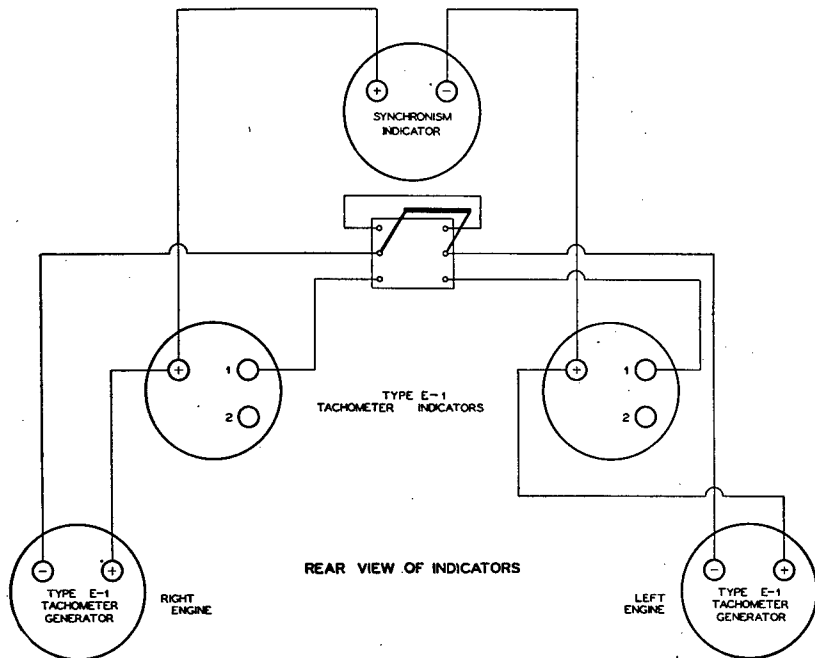 + −
SYNCHRONISM
INDICATOR
+ 1
2
TYPE E-1
TACHOMETER INDICATORS
+ 1
2
REAR VIEW OF INDICATORS
− +
TYPE E-1
TACHOMETER
GENERATOR
RIGHT
ENGINE
LEFT
ENGINE
− +
TYPE E-1
TACHOMETER
GENERATOR